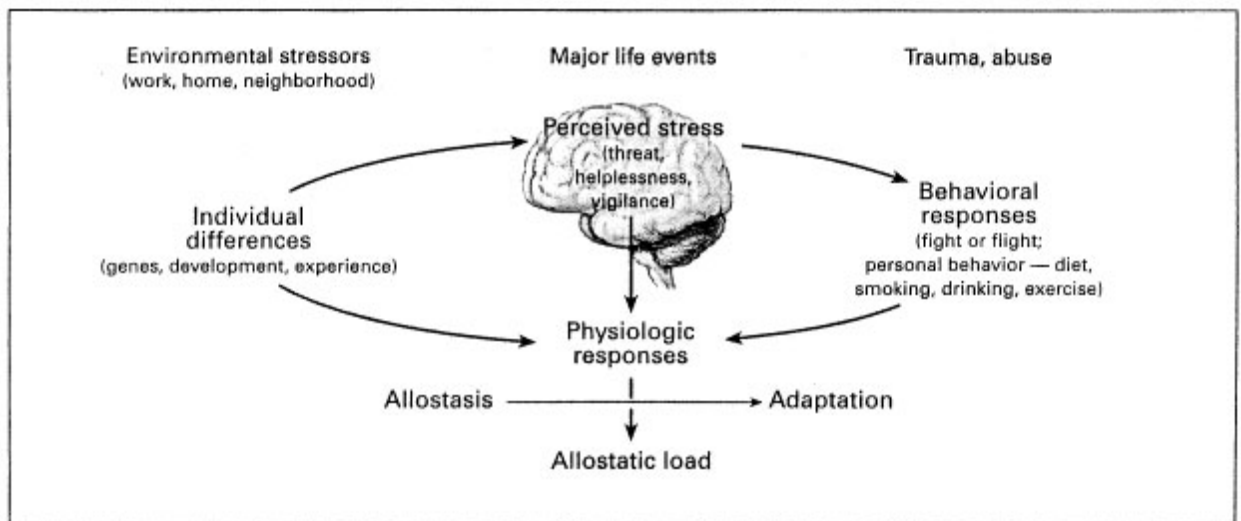 Environmental stressors
(work, home, neighborhood)
Major life events
Trauma, abuse
Perceived stress
(threat,
helplessness,
vigilance)
Individual
differences
(genes, development, experience)
Behavioral
responses
(fight or flight;
personal behavior — diet,
smoking, drinking, exercise)
Physiologic
responses
Allostasis
Adaptation
Allostatic load